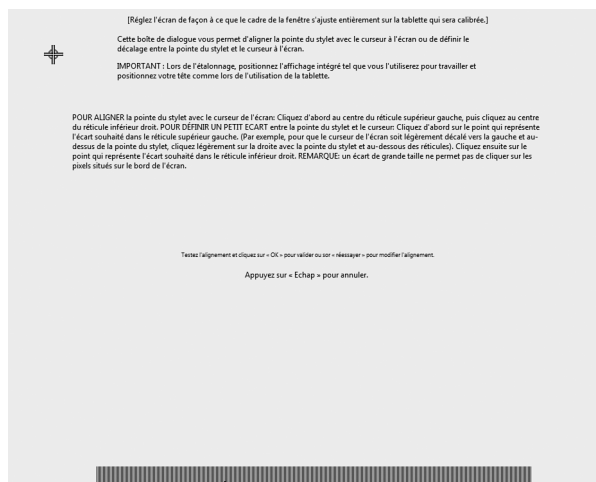 [Réglez l'écran de façon à ce que le cadre de la fenêtre s'ajuste entièrement sur la tablette qui sera calibrée.]
Cette boîte de dialogue vous permet d'aligner la pointe du stylet avec le curseur à l'écran ou de définir le
décalage entre la pointe du stylet et le curseur à l'écran.
IMPORTANT : Lors de l'étalonnage, positionnez l'affichage intégré tel que vous l'utiliserez pour travailler et
positionnez votre tête comme lors de l'utilisation de la tablette.
POUR ALIGNER la pointe du stylet avec le curseur de l'écran: Cliquez d'abord au centre du réticule supérieur gauche, puis cliquez au centre
du réticule inférieur droit. POUR DÉFINIR UN PETIT ECART entre la pointe du stylet et le curseur: Cliquez d'abord sur le point qui représente
l'écart souhaité dans le réticule supérieur gauche. (Par exemple, pour que le curseur de l'écran soit légèrement décalé vers la gauche et au-
dessus de la pointe du stylet, cliquez légèrement sur la droite avec la pointe du stylet et au-dessous des réticules). Cliquez ensuite sur le
point qui représente l'écart souhaité dans le réticule inférieur droit. REMARQUE: un écart de grande taille ne permet pas de cliquer sur les
pixels situés sur le bord de l'écran.
Testez l'alignement et cliquez sur « OK » pour valider ou sor « réessayer » pour modifier l'alignement.
Appuyez sur « Echap » pour annuler.